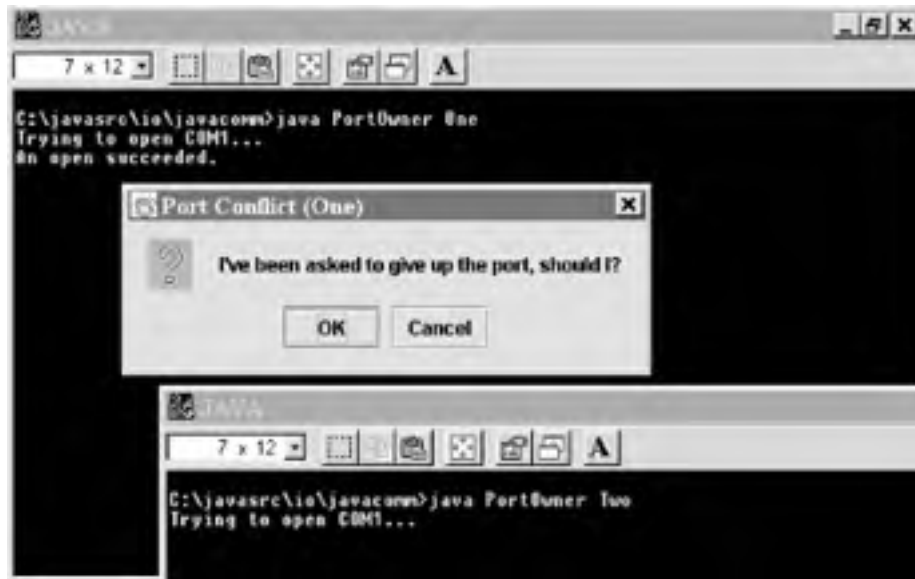 JAVA
7 x 12
A
C:\javasrc\io\javacomm>java PortOwner One
Trying to open COM1...
An open succeeded.
Port Conflict (One)
I've been asked to give up the port, should I?
OK
Cancel
JAVA
7 x 12
A
C:\javasrc\io\javacomm>java PortOwner Two
Trying to open COM1...